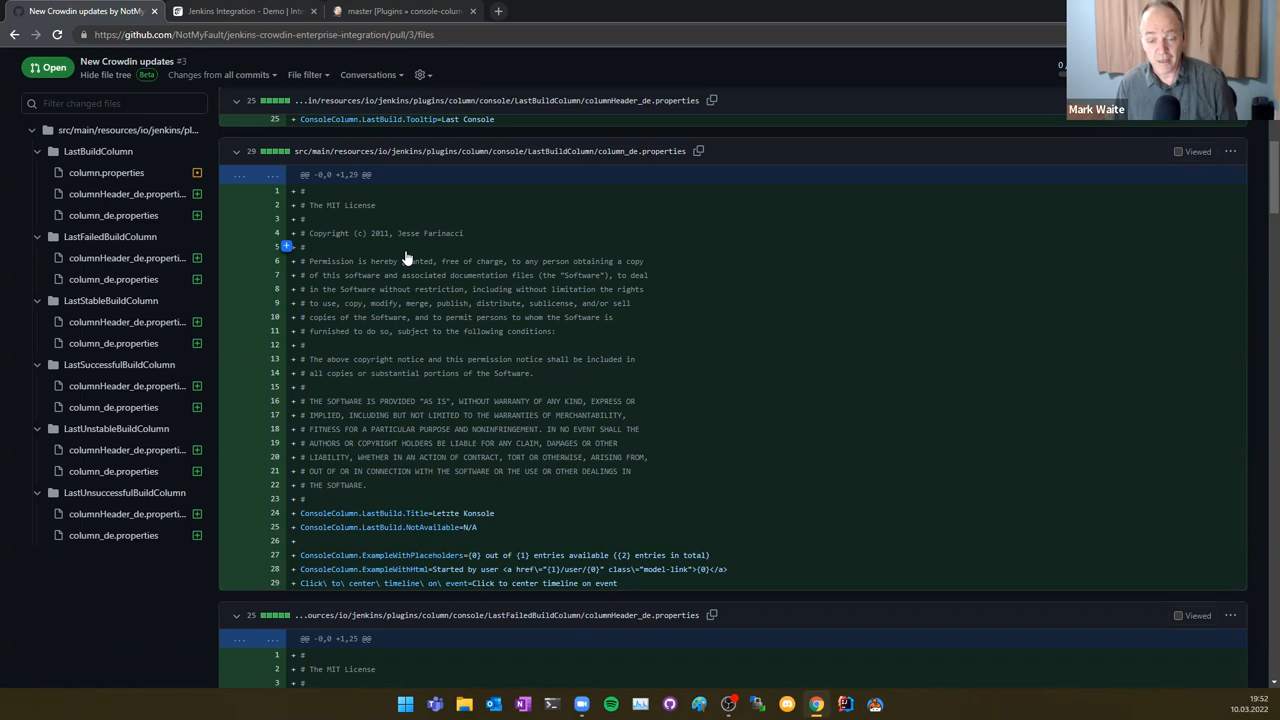 New Crowdin updates by NotMy
Jenkins Integration - Demo | Int
master [Plugins » console-colum
https://github.com/NotMyFault/jenkins-crowdin-enterprise-integration/pull/3/files
Open
New Crowdin updates #3
Hide file tree Beta Changes from all commits File filter Conversations
Filter changed files
src/main/resources/io/jenkins/pl...
LastBuildColumn
column.properties
columnHeader_de.properti...
column_de.properties
LastFailedBuildColumn
columnHeader_de.properti...
column_de.properties
LastStableBuildColumn
columnHeader_de.properti...
column_de.properties
LastSuccessfulBuildColumn
columnHeader_de.properti...
column_de.properties
LastUnstableBuildColumn
columnHeader_de.properti...
column_de.properties
LastUnsuccessfulBuildColumn
columnHeader_de.properti...
column_de.properties
25 ...in/resources/io/jenkins/plugins/column/console/LastBuildColumn/columnHeader_de.properties
25 + ConsoleColumn.LastBuild.Tooltip=Last Console
29 src/main/resources/io/jenkins/plugins/column/console/LastBuildColumn/column_de.properties Viewed
... ... @@ -0,0 +1,29 @@
1 + #
2 + # The MIT License
3 + #
4 + # Copyright (c) 2011, Jesse Farinacci
5 + #
6 + # Permission is hereby granted, free of charge, to any person obtaining a copy
7 + # of this software and associated documentation files (the "Software"), to deal
8 + # in the Software without restriction, including without limitation the rights
9 + # to use, copy, modify, merge, publish, distribute, sublicense, and/or sell
10 + # copies of the Software, and to permit persons to whom the Software is
11 + # furnished to do so, subject to the following conditions:
12 + #
13 + # The above copyright notice and this permission notice shall be included in
14 + # all copies or substantial portions of the Software.
15 + #
16 + # THE SOFTWARE IS PROVIDED "AS IS", WITHOUT WARRANTY OF ANY KIND, EXPRESS OR
17 + # IMPLIED, INCLUDING BUT NOT LIMITED TO THE WARRANTIES OF MERCHANTABILITY,
18 + # FITNESS FOR A PARTICULAR PURPOSE AND NONINFRINGEMENT. IN NO EVENT SHALL THE
19 + # AUTHORS OR COPYRIGHT HOLDERS BE LIABLE FOR ANY CLAIM, DAMAGES OR OTHER
20 + # LIABILITY, WHETHER IN AN ACTION OF CONTRACT, TORT OR OTHERWISE, ARISING FROM,
21 + # OUT OF OR IN CONNECTION WITH THE SOFTWARE OR THE USE OR OTHER DEALINGS IN
22 + # THE SOFTWARE.
23 + #
24 + ConsoleColumn.LastBuild.Title=Letzte Konsole
25 + ConsoleColumn.LastBuild.NotAvailable=N/A
26 +
27 + ConsoleColumn.ExampleWithPlaceholders={0} out of {1} entries available ({2} entries in total)
28 + ConsoleColumn.ExampleWithHtml=Started by user <a href\="{1}/user/{0}" class\="model-link">{0}</a>
29 + Click\ to\ center\ timeline\ on\ event=Click to center timeline on event
25 ...ources/io/jenkins/plugins/column/console/LastFailedBuildColumn/columnHeader_de.properties Viewed
... ... @@ -0,0 +1,25 @@
1 + #
2 + # The MIT License
3 + #
Mark Waite
19:52
10.03.2022